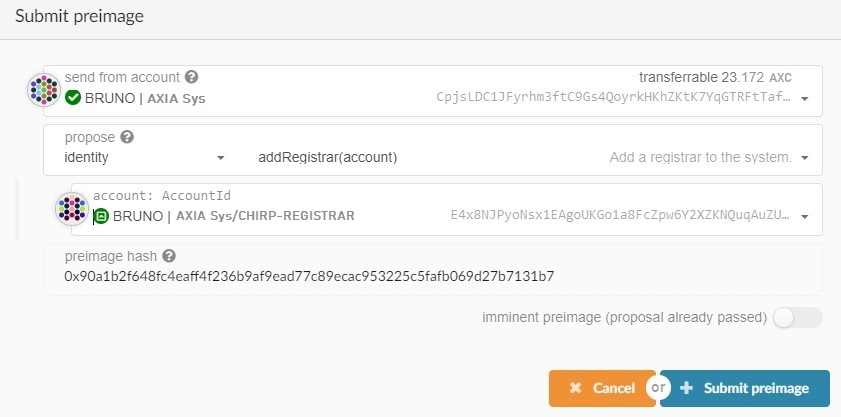 Submit preimage
send from account
transferrable 23.172 AXC
BRUNO | AXIA Sys
CpjsLDC1JFyrhm3ftC9Gs4QoyrkHKhZKtK7YqGTRFtTaf…
propose
identity
addRegistrar(account)
Add a registrar to the system.
account: AccountId
BRUNO | AXIA Sys/CHIRP-REGISTRAR
E4x8NJPyoNsx1EAgoUKGo1a8FcZpw6Y2XZKNQuqAuZU…
preimage hash
0x90a1b2f648fc4eaff4f236b9af9ead77c89ecac953225c5fafb069d27b7131b7
imminent preimage (proposal already passed)
Cancel
or
Submit preimage